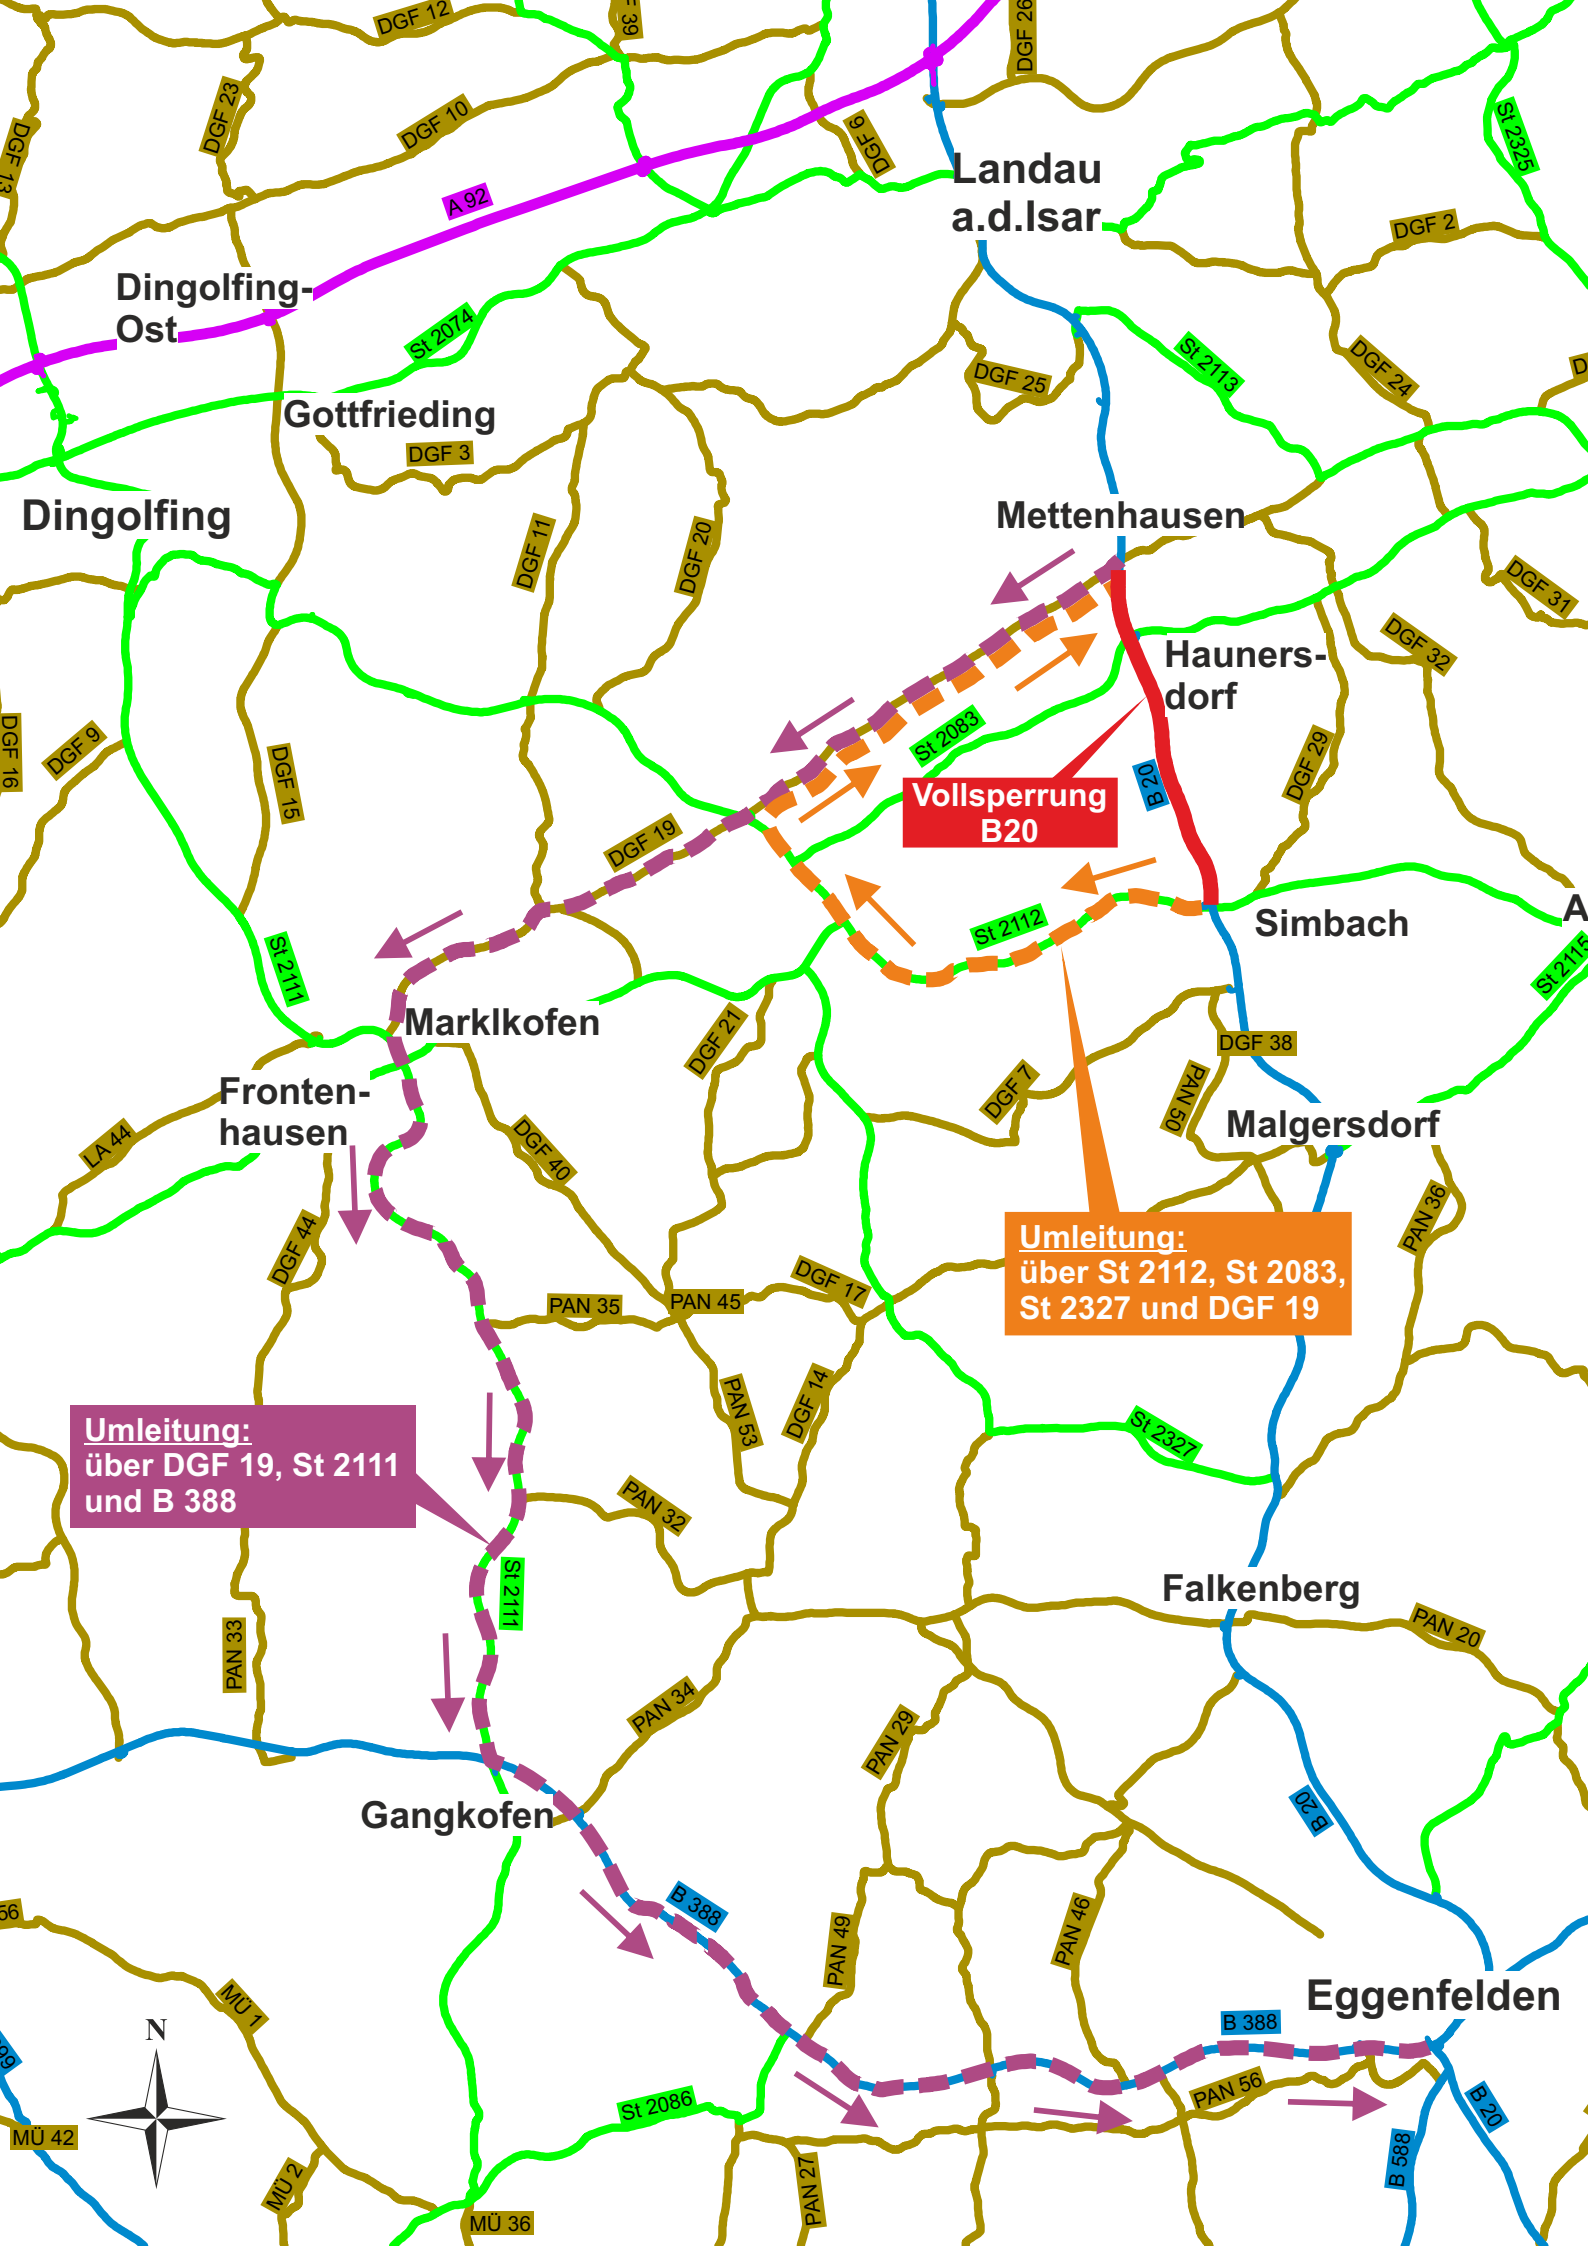 DGF 12
39
DGF 26
DGF 23
DGF 10
DGF 6
DGF 13
St 2325
A 92
Landau
a.d.Isar
DGF 2
Dingolfing-
Ost
St 2074
St 2113
DGF 24
DGF 25
Gottfrieding
DGF 3
Dingolfing
Mettenhausen
DGF 11
DGF 20
DGF 31
DGF 32
Hauners-
dorf
DGF 16
DGF 9
DGF 15
St 2083
B 20
DGF 29
Vollsperrung
B20
DGF 19
St 2112
Simbach
A
St 2111
St 2115
Marklkofen
DGF 21
DGF 38
DGF 7
PAN 50
Fronten-
hausen
LA 44
DGF 40
Malgersdorf
PAN 36
DGF 44
Umleitung:
über St 2112, St 2083,
St 2327 und DGF 19
DGF 17
PAN 35
PAN 45
PAN 53
DGF 14
St 2327
Umleitung:
über DGF 19, St 2111
und B 388
PAN 32
St 2111
Falkenberg
PAN 20
PAN 33
PAN 34
PAN 29
B 20
Gangkofen
B 388
PAN 49
PAN 46
56
MÜ 1
Eggenfelden
N
B 388
PAN 56
St 2086
B 20
MÜ 42
B 588
MÜ 2
PAN 27
MÜ 36